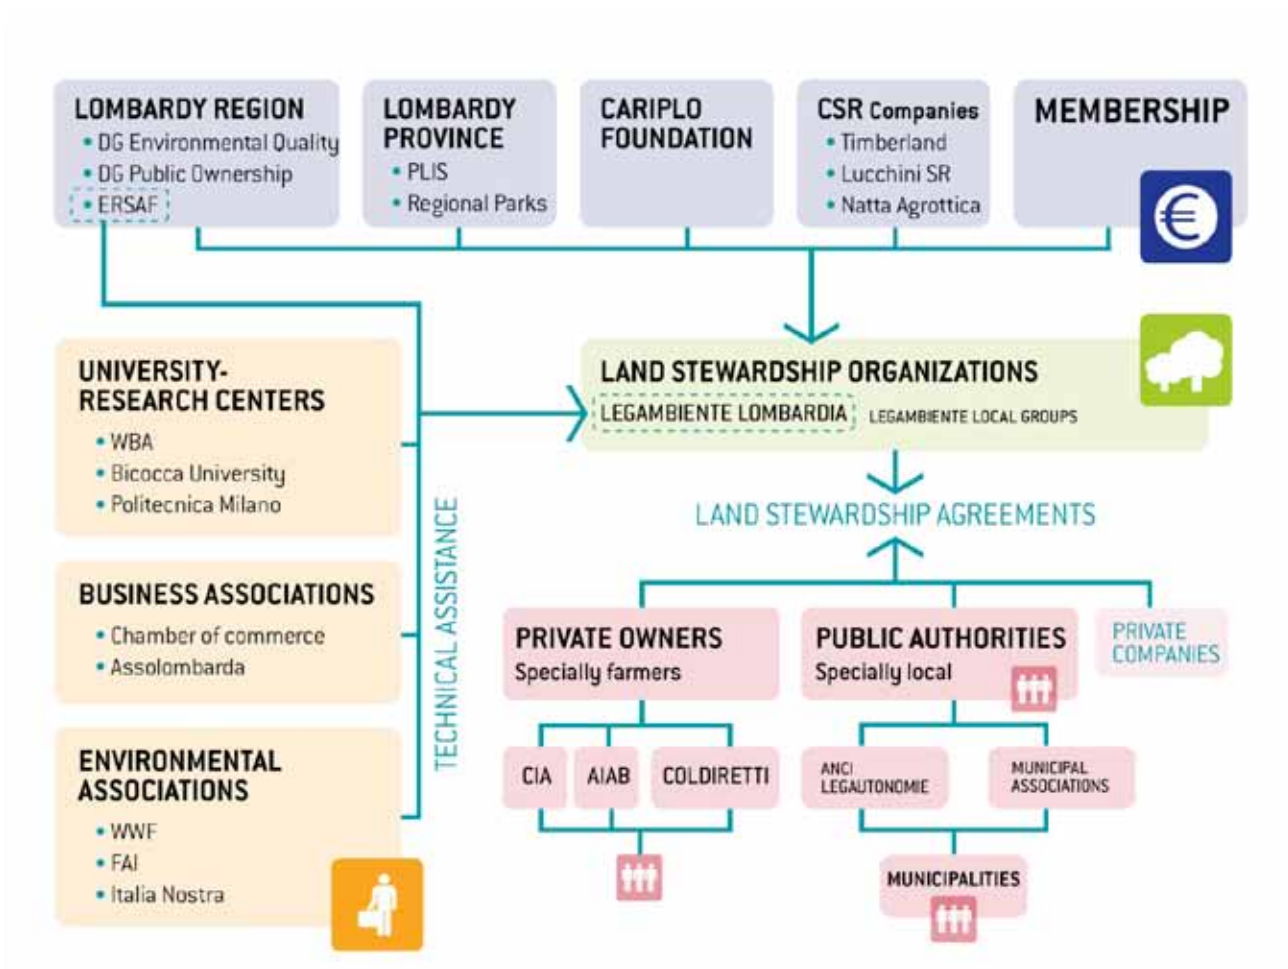 LOMBARDY REGION
• DG Environmental Quality
• DG Public Ownership
• ERSAF
LOMBARDY
PROVINCE
• PLIS
• Regional Parks
CARIPLO
FOUNDATION
CSR Companies
• Timberland
• Lucchini SR
• Natta Agrottica
MEMBERSHIP
€
UNIVERSITY-
RESEARCH CENTERS
• WBA
• Bicocca University
• Politecnica Milano
BUSINESS ASSOCIATIONS
• Chamber of commerce
• Assolombarda
ENVIRONMENTAL
ASSOCIATIONS
• WWF
• FAI
• Italia Nostra
TECHNICAL ASSISTANCE
LAND STEWARDSHIP ORGANIZATIONS
LEGAMBIENTE LOMBARDIA
LEGAMBIENTE LOCAL GROUPS
LAND STEWARDSHIP AGREEMENTS
PRIVATE OWNERS
Specially farmers
PUBLIC AUTHORITIES
Specially local
PRIVATE
COMPANIES
CIA
AIAB
COLDIRETTI
ANCI
LEGAUTONOMIE
MUNICIPAL
ASSOCIATIONS
MUNICIPALITIES